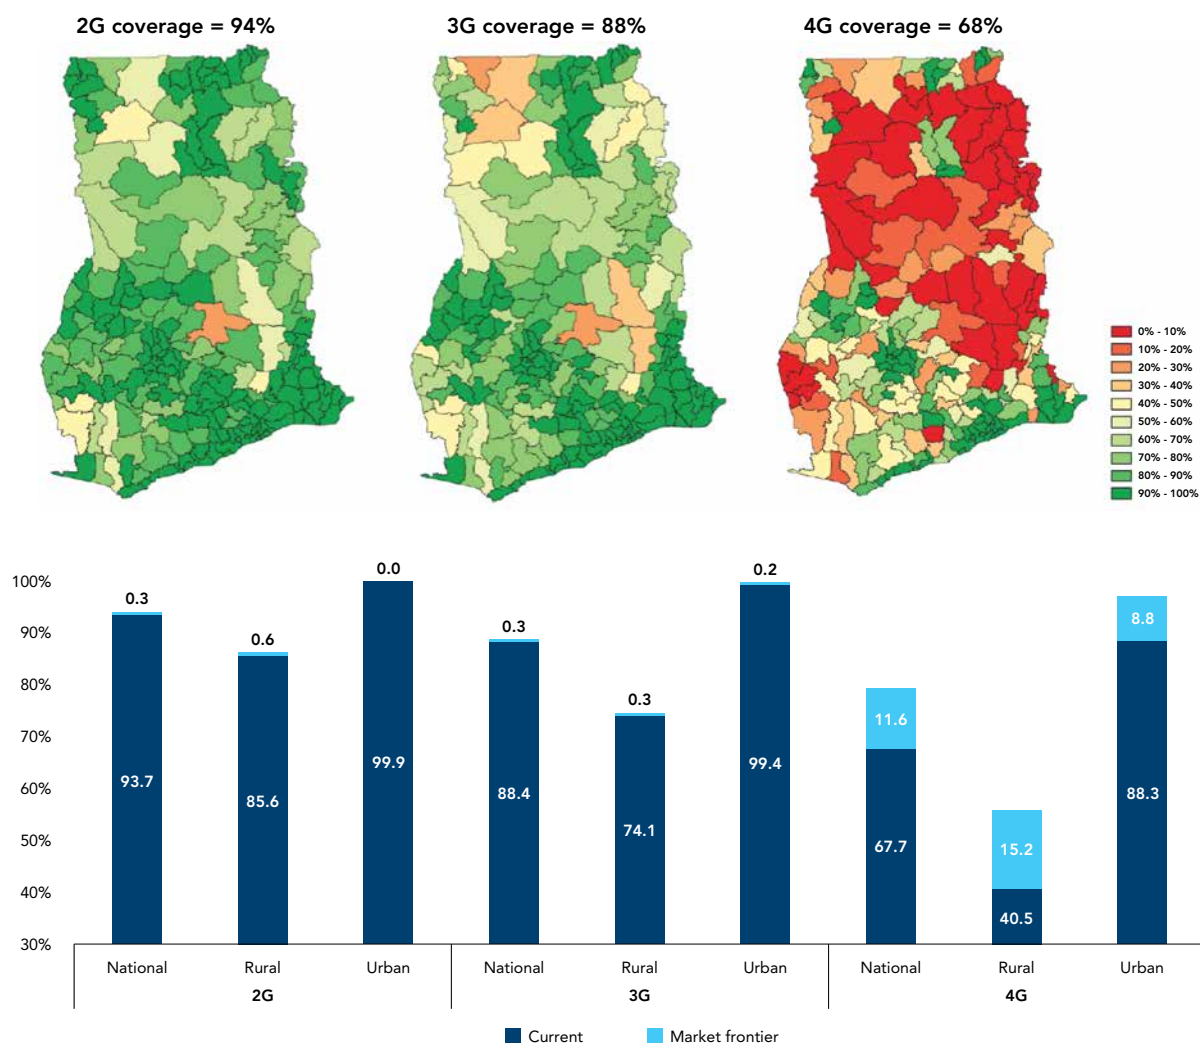 2G coverage = 94%
3G coverage = 88%
4G coverage = 68%
0% - 10%
10% - 20%
20% - 30%
30% - 40%
40% - 50%
50% - 60%
60% - 70%
70% - 80%
80% - 90%
90% - 100%
100%
90%
80%
70%
60%
50%
40%
30%
0.3
93.7
0.6
85.6
0.0
99.9
0.3
88.4
0.3
74.1
0.2
99.4
11.6
67.7
15.2
40.5
8.8
88.3
National Rural Urban National Rural Urban National Rural Urban
2G 3G 4G
Current Market frontier